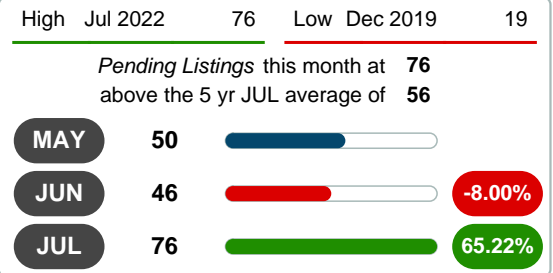 High Jul 2022 76 Low Dec 2019 19
Pending Listings this month at 76
above the 5 yr JUL average of 56
MAY 50
JUN 46 -8.00%
JUL 76 65.22%